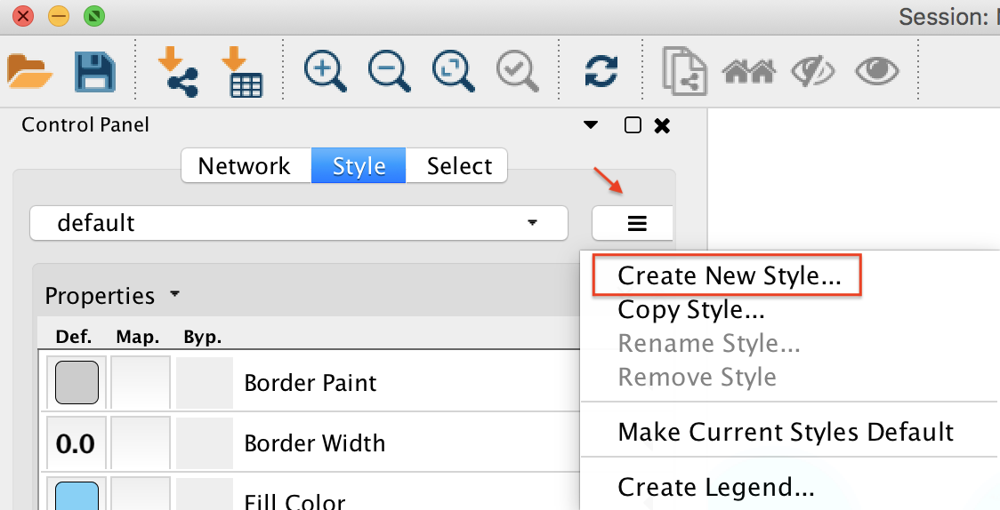 Session:
Control Panel
Network Style Select
default
Create New Style...
Properties
Copy Style...
Def. Map. Byp.
Rename Style...
Border Paint
Remove Style
Border Width
0.0
Make Current Styles Default
Create Legend...
Fill Color